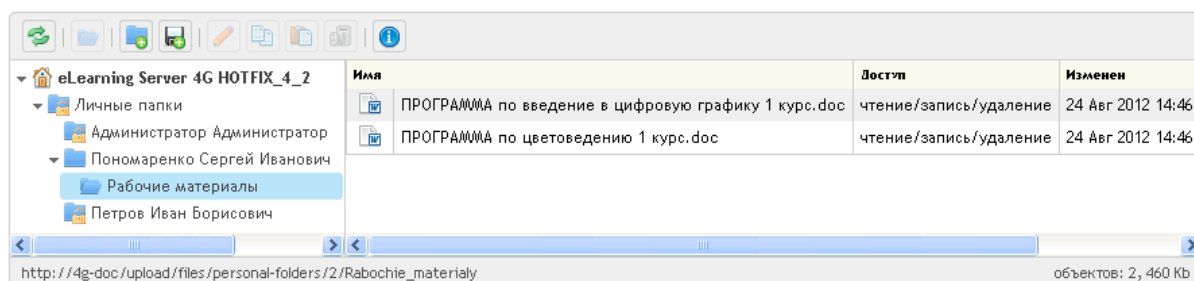 eLearning Server 4G HOTFIX_4_2
Личные папки
Администратор Администратор
Пономаренко Сергей Иванович
Рабочие материалы
Петров Иван Борисович
Имя Доступ Изменен
ПРОГРАММА по введение в цифровую графику 1 курс.doc чтение/запись/удаление 24 Авг 2012 14:46
ПРОГРАММА по цветоведению 1 курс.doc чтение/запись/удаление 24 Авг 2012 14:46
http://4g-doc/upload/files/personal-folders/2/Rabochie_materialy объектов: 2, 460 Kb